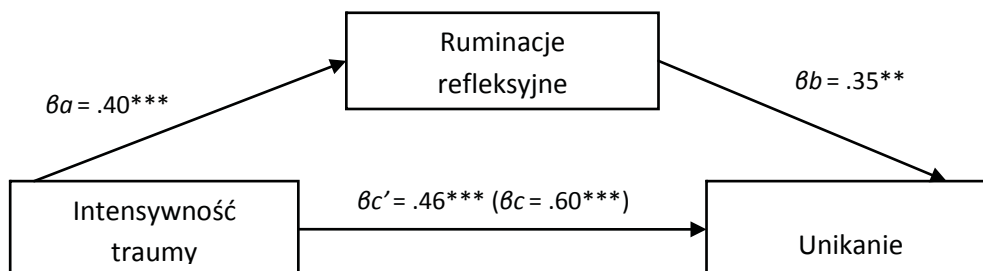 Ruminacje
refleksyjne
βa = .40***
βb = .35**
βc’ = .46*** (βc = .60***)
Intensywność
traumy
Unikanie